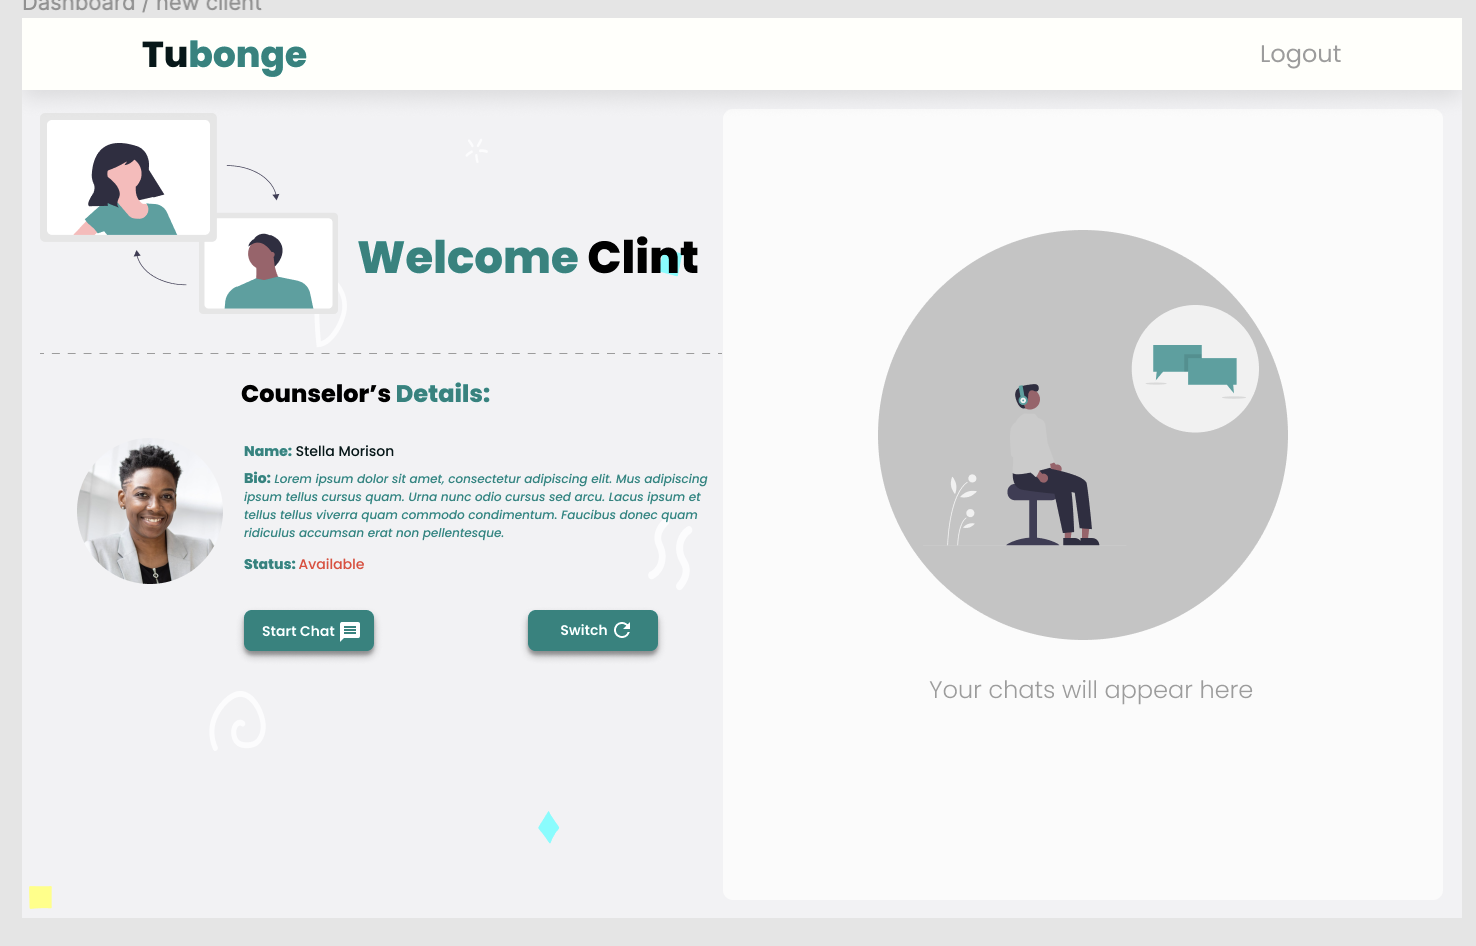 Dashboard / new client
Tubonge
Logout
Welcome Clint
Counselor’s Details:
Name: Stella Morison
Bio: Lorem ipsum dolor sit amet, consectetur adipiscing elit. Mus adipiscing
ipsum tellus cursus quam. Urna nunc odio cursus sed arcu. Lacus ipsum et
tellus tellus viverra quam commodo condimentum. Faucibus donec quam
ridiculus accumsan erat non pellentesque.
Status: Available
Start Chat
Switch
Your chats will appear here